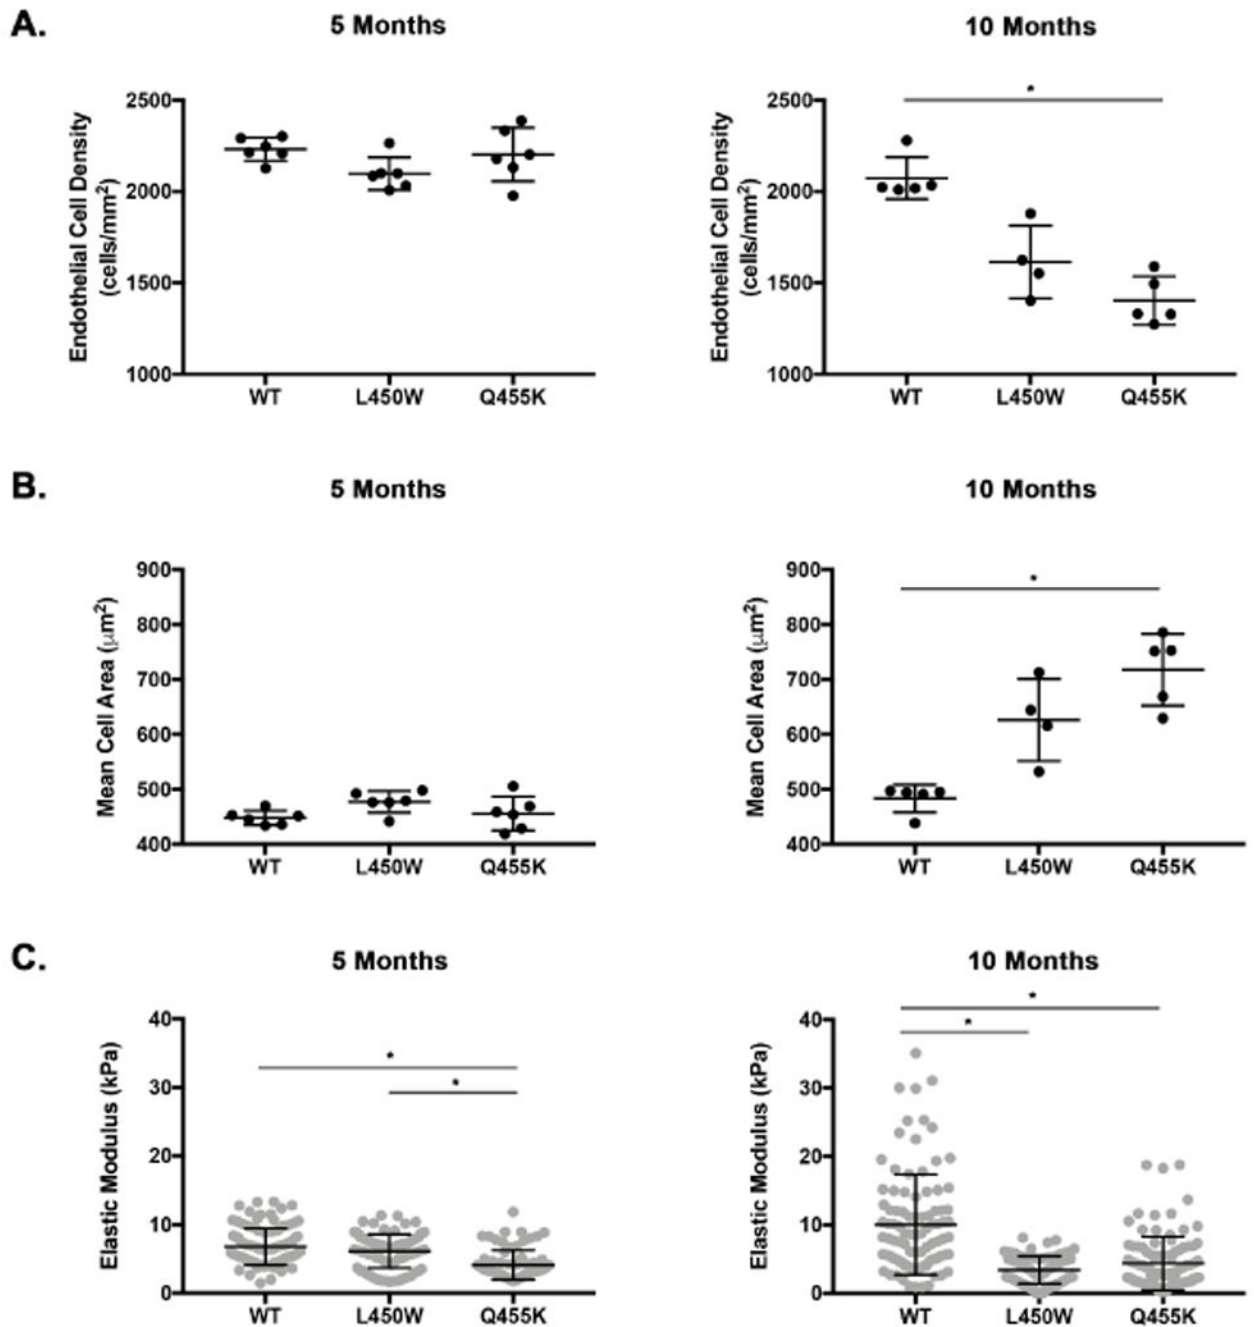 A.
5 Months
10 Months
Endothelial Cell Density
(cells/mm²)
2500
2000
1500
1000
WT
L450W
Q455K
Endothelial Cell Density
(cells/mm²)
2500
2000
1500
1000
*
WT
L450W
Q455K
B.
5 Months
10 Months
Mean Cell Area (μm²)
900
800
700
600
500
400
WT
L450W
Q455K
Mean Cell Area (μm²)
900
800
700
600
500
400
*
WT
L450W
Q455K
C.
5 Months
10 Months
Elastic Modulus (kPa)
40
30
20
10
0
*
*
WT
L450W
Q455K
Elastic Modulus (kPa)
40
30
20
10
0
*
*
WT
L450W
Q455K